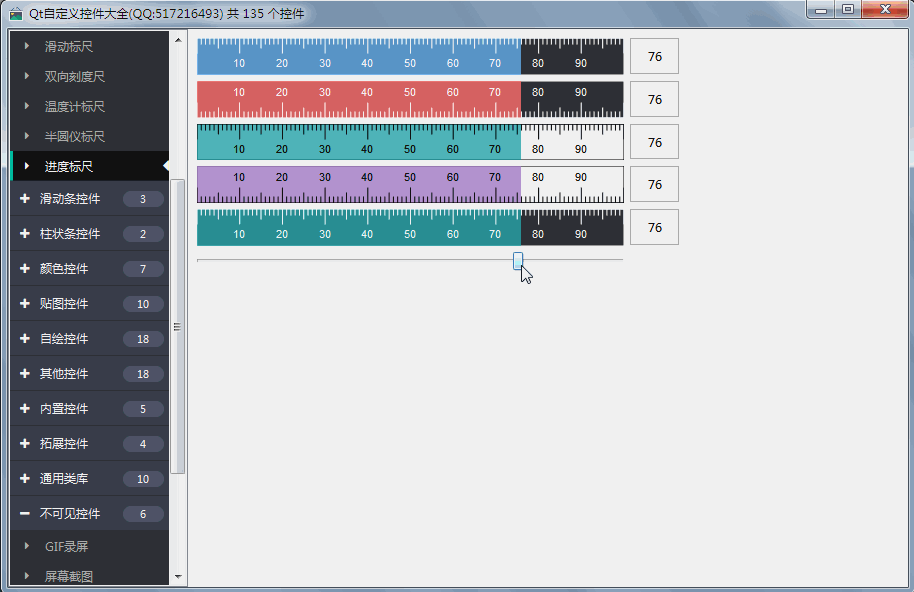 Qt自定义控件大全(QQ:517216493) 共 135 个控件
滑动标尺
双向刻度尺
温度计标尺
半圆仪标尺
进度标尺
滑动条控件 3
柱状条控件 2
颜色控件 7
贴图控件 10
自绘控件 18
其他控件 18
内置控件 5
拓展控件 4
通用类库 10
不可见控件 6
GIF录屏
屏幕截图
10 20 30 40 50 60 70 80 90 76
10 20 30 40 50 60 70 80 90 76
10 20 30 40 50 60 70 80 90 76
10 20 30 40 50 60 70 80 90 76
10 20 30 40 50 60 70 80 90 76